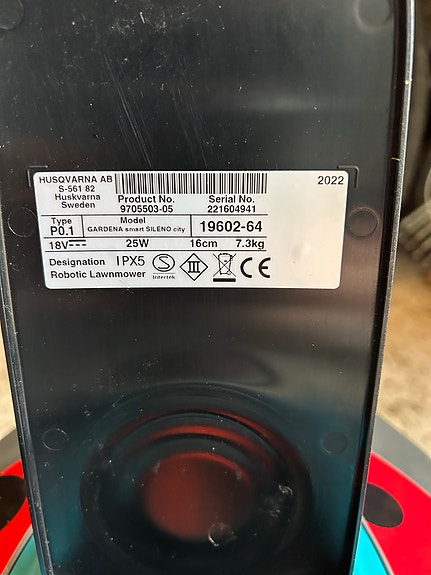 HUSQVARNA AB
S-561 82
Huskvarna
Sweden
2022
Product No.
9705503-05
Serial No.
221604941
Type
P0.1
Model
GARDENA smart SILENO city
19602-64
18V 25W 16cm 7.3kg
Designation IPX5
Robotic Lawnmower
S
Intertek
III
CE